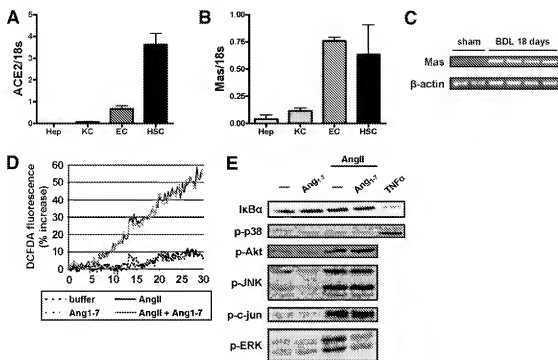 A
ACE2/18s
5
4
3
2
1
0
Hep KC EC HSC
B
Mas/18s
1.00
0.75
0.50
0.25
0.00
Hep KC EC HSC
C
sham BDL 18 days
Mas
β-actin
D
DCFDA fluorescence
(% increase)
60
50
40
30
20
10
0
0 5 10 15 20 25 30
buffer AngII
Ang1-7 AngII + Ang1-7
E
AngII
— Ang1-7 — Ang1-7 TNFα
IκBα
p-p38
p-Akt
p-JNK
p-c-jun
p-ERK